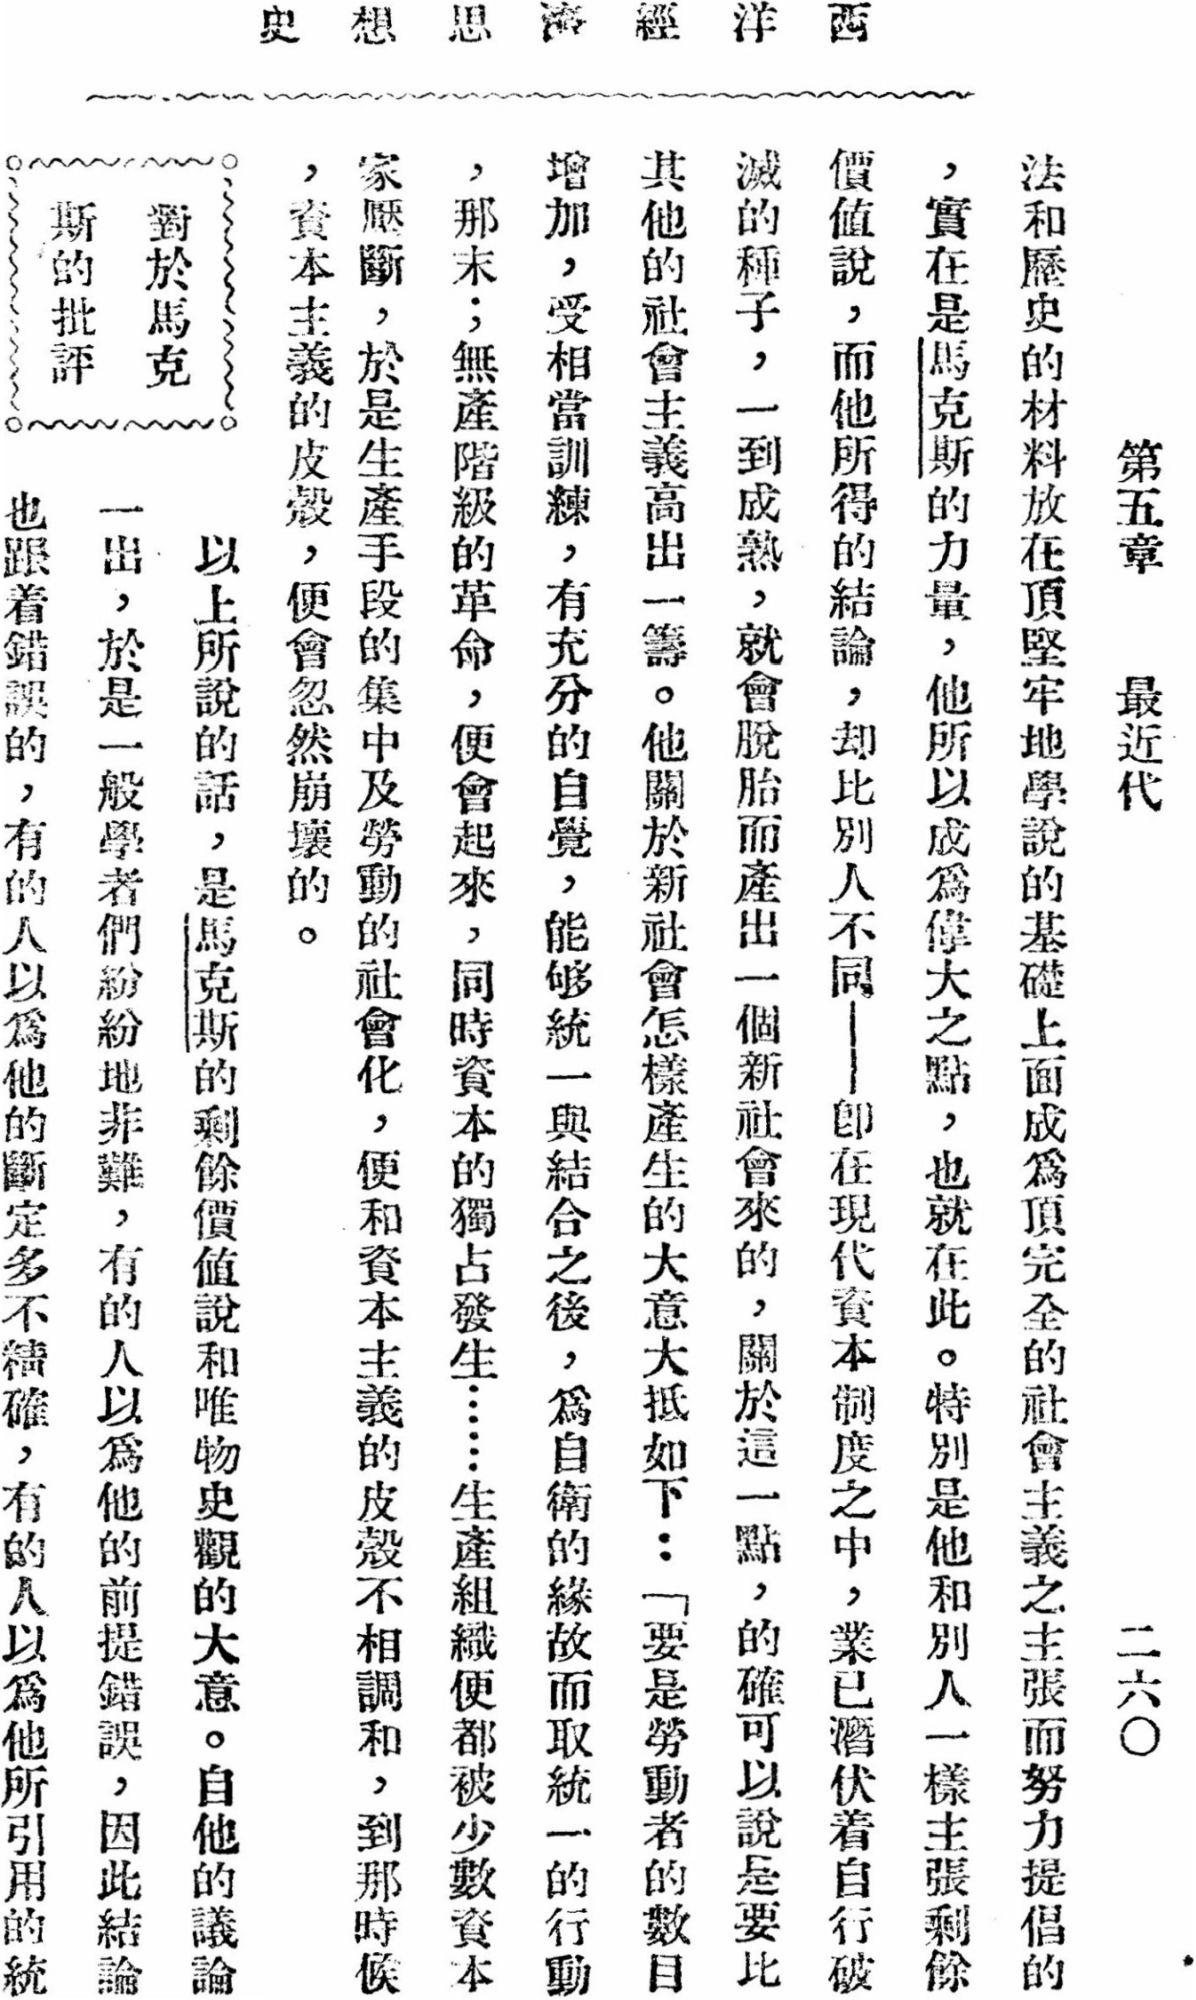 西洋經濟思想史
第五章　最近代　二六〇
法和歷史的材料放在頂堅牢地學說的基礎上面成爲頂完全的社會主義之主張而努力提倡的
，實在是馬克斯的力量，他所以成爲偉大之點，也就在此。特別是他和別人一樣主張剩餘
價值說，而他所得的結論，却比別人不同——卽在現代資本制度之中，業已潛伏着自行破
滅的種子，一到成熟，就會脫胎而產出一個新社會來的，關於這一點，的確可以說是要比
其他的社會主義高出一籌。他關於新社會怎樣產生的大意大抵如下：「要是勞動者的數目
增加，受相當訓練，有充分的自覺，能够統一與結合之後，爲自衛的緣故而取統一的行動
，那末；無產階級的革命，便會起來，同時資本的獨占發生……生產組織便都被少數資本
家壓斷，於是生產手段的集中及勞動的社會化，便和資本主義的皮殼不相調和，到那時候
，資本主義的皮殼，便會忽然崩壞的。
對於馬克
斯的批評
以上所說的話，是馬克斯的剩餘價值說和唯物史觀的大意。自他的議論
一出，於是一般學者們紛紛地非難，有的人以爲他的前提錯誤，因此結論
也跟着錯誤的，有的人以爲他的斷定多不精確，有的人以爲他所引用的統